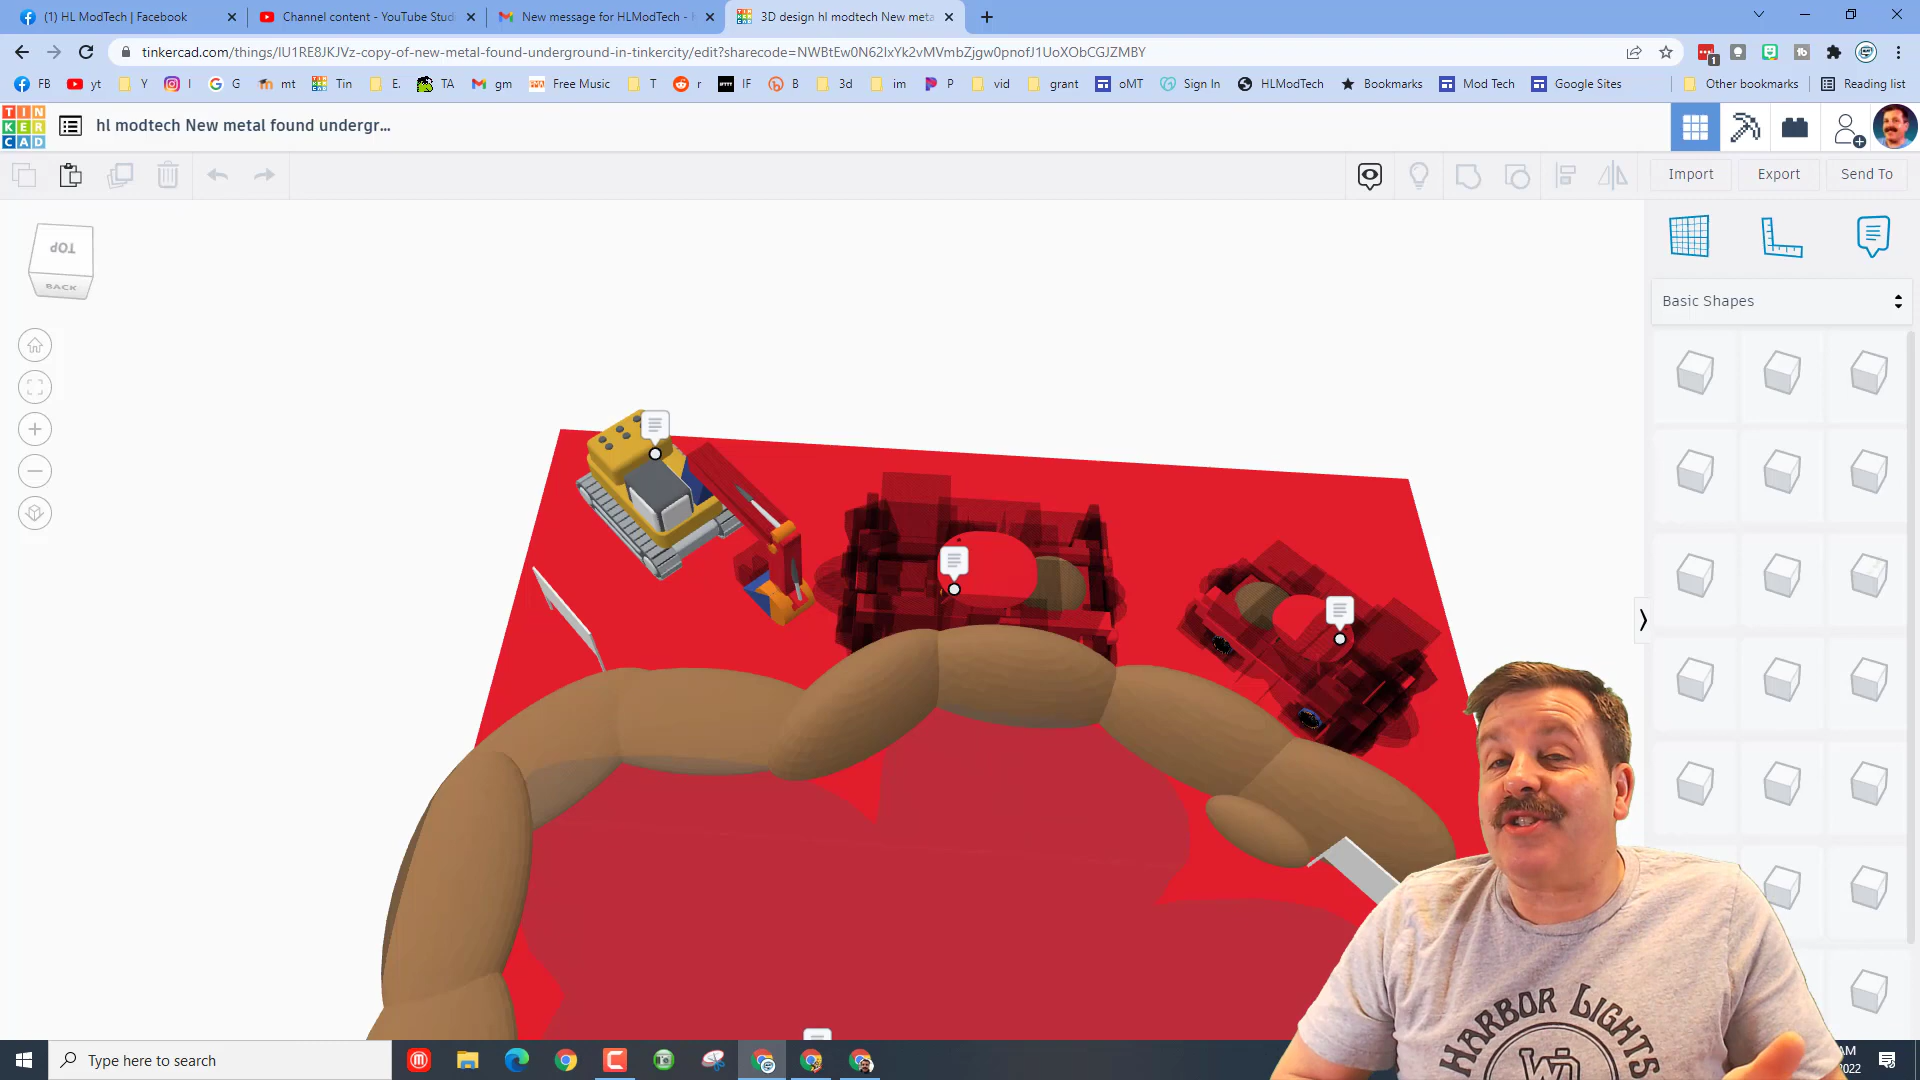 (1) HL ModTech | Facebook
Channel content - YouTube Stud
New message for HLModTech -
3D design hl modtech New meta
tinkercad.com/things/lU1RE8JKJVz-copy-of-new-metal-found-underground-in-tinkercity/edit?sharecode=NWBtEw0N62IxYk2vMVmbZjgw0pnofJ1UoXObCGJZMBY
FB yt Y I G mt Tin E. TA gm Free Music T r IF B 3d im P vid grant oMT Sign In HLModTech Bookmarks Mod Tech Google Sites Other bookmarks Reading list
TINKERCAD
hl modtech New metal found undergr...
Import
Export
Send To
TOP
BACK
Basic Shapes
HARBOR LIGHTS
WI
Type here to search
AM
2022